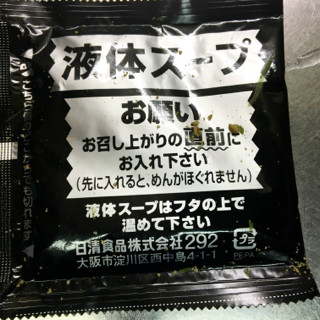 液体スープ
お願い
お召し上がりの直前に
お入れ下さい
(先に入れると、めんがほぐれません)
液体スープはフタの上で
温めて下さい
日清食品株式会社292
大阪市淀川区西中島4-1-1
プラ
PE,PA